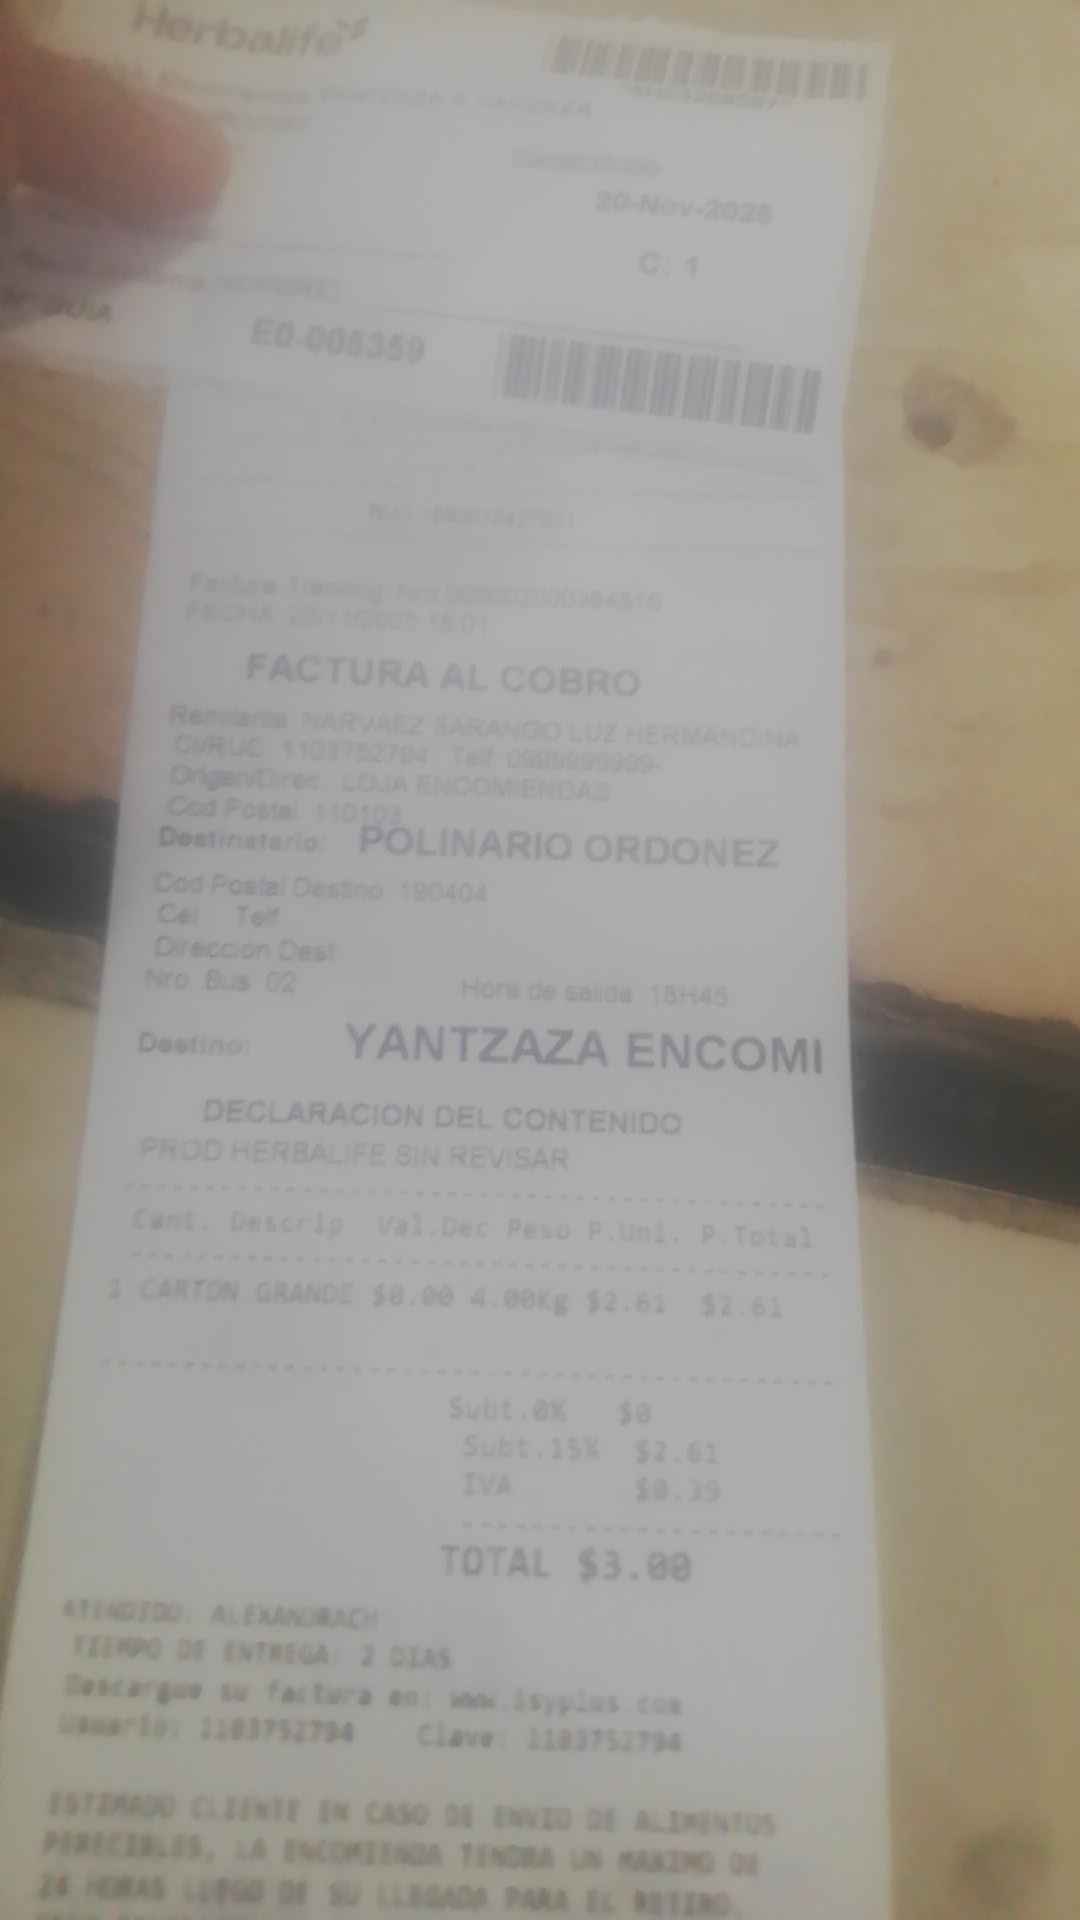 Herbalife
20-Nov-2025
C: 1
GUIA E0-008359
FECHA
FACTURA AL COBRO
Remitente NARVAEZ SARANGO LUZ HERMANDINA
CI/RUC 1103752794 Telf 0999999999-
Origen/Direc. LOJA ENCOMIENDAS
Cod Postal 110103
Destinatario: POLINARIO ORDONEZ
Cod Postal Destino 190404
Cel Telf
Direccion Dest
Nro. Bus 02 Hora de salida 18H45
Destino: YANTZAZA ENCOMI
DECLARACION DEL CONTENIDO
PROD HERBALIFE SIN REVISAR
Cant. Descrip Val.Dec Peso P.Uni. P.Total
1 CARTON GRANDE $0.00 4.00Kg $2.61 $2.61
Subt.0% $0
Subt.15% $2.61
IVA $0.39
TOTAL $3.00
ATENDIDO: ALEXANDRACH
TIEMPO DE ENTREGA: 2 DIAS
Descargue su factura en: www.isyplus.com
Usuario: 1103752794 Clave: 1103752794
ESTIMADO CLIENTE EN CASO DE ENVIO DE ALIMENTOS
PERECIBLES, LA ENCOMIENDA TENDRA UN MAXIMO DE
24 HORAS LUEGO DE SU LLEGADA PARA EL RETIRO.